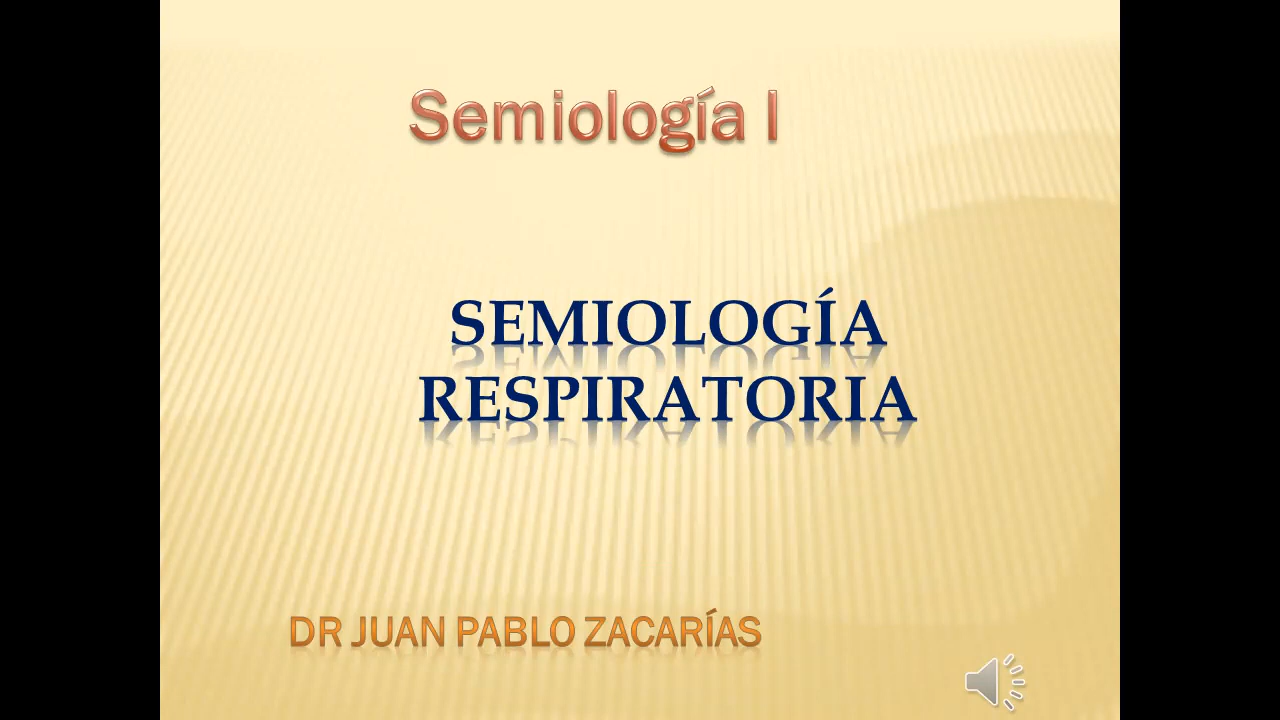 Semiología I
SEMIOLOGÍA
RESPIRATORIA
DR JUAN PABLO ZACARÍAS